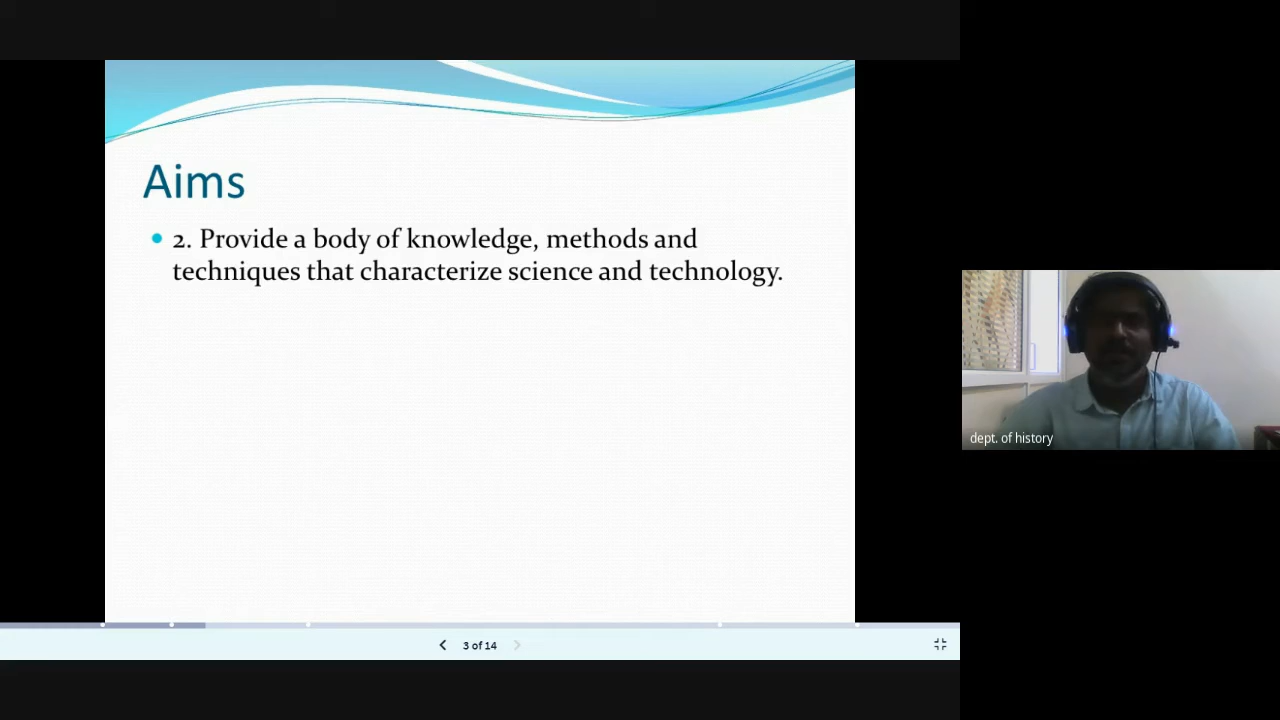 Aims
2. Provide a body of knowledge, methods and
techniques that characterize science and technology.
dept. of history
3 of 14